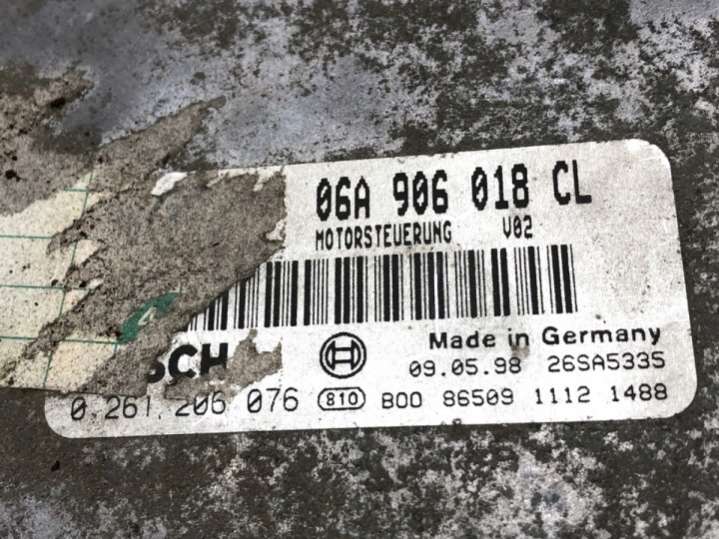 06A 906 018 CL
MOTORSTEUERUNG V02
Made in Germany
SCH 09.05.98 26SA5335
0 261 206 076 810 B00 86509 1112 1488